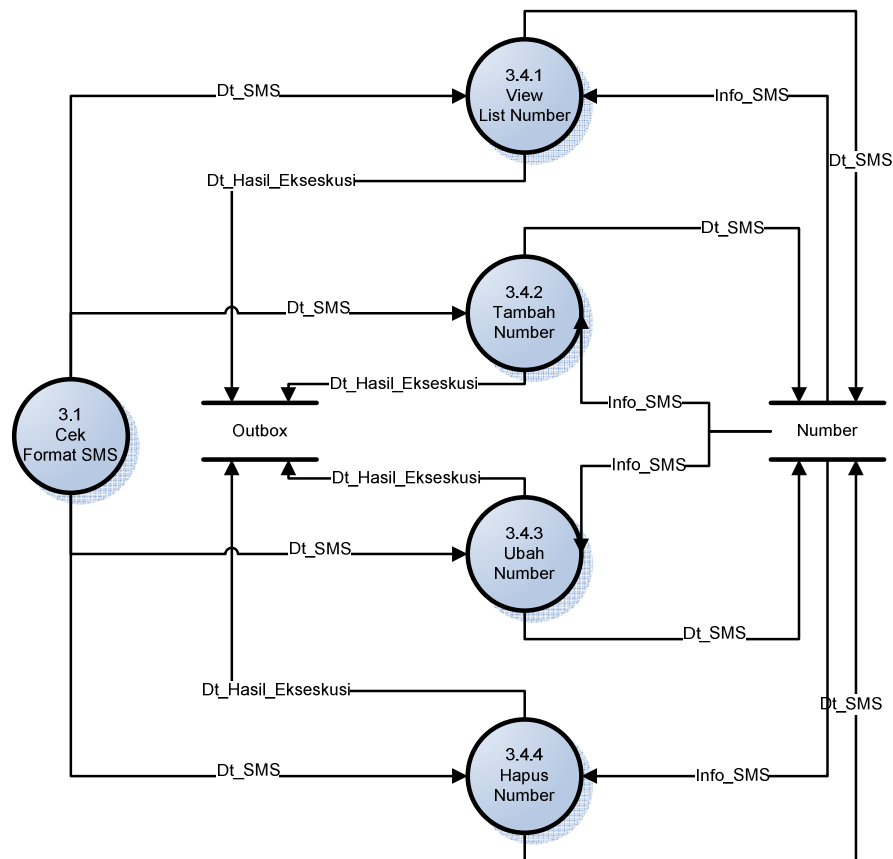 3.4.1
View
List Number
Dt_SMS
Info_SMS
Dt_SMS
Dt_Hasil_Ekseskusi
Dt_SMS
3.4.2
Tambah
Number
Dt_SMS
Dt_Hasil_Ekseskusi
Info_SMS
3.1
Cek
Format SMS
Outbox
Number
Info_SMS
Dt_Hasil_Ekseskusi
3.4.3
Ubah
Number
Dt_SMS
Dt_SMS
Dt_Hasil_Ekseskusi
Dt_SMS
3.4.4
Hapus
Number
Dt_SMS
Info_SMS